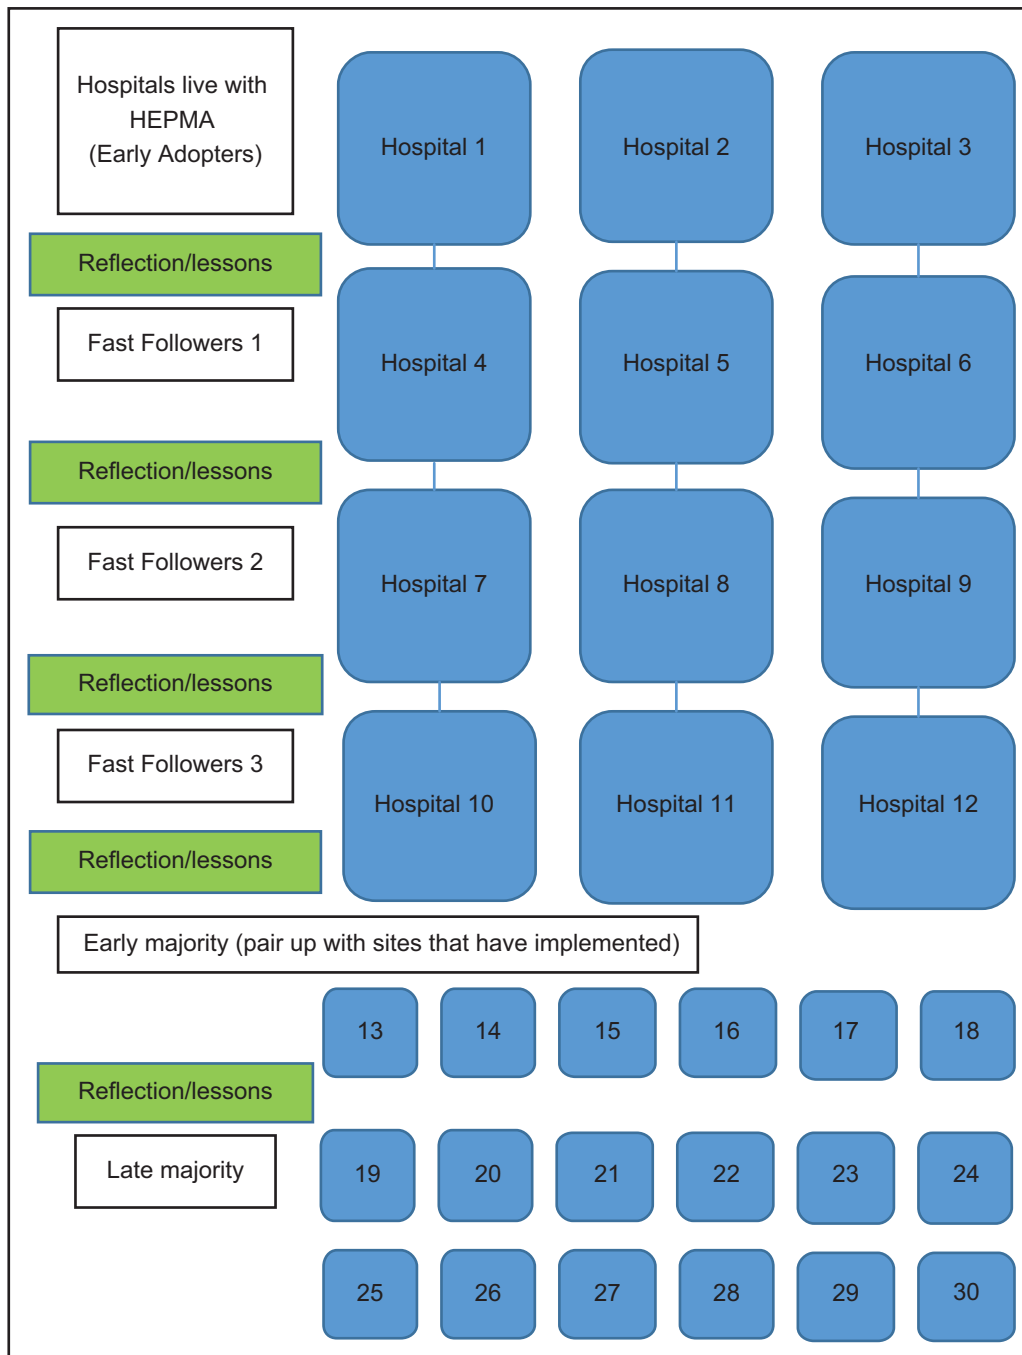 Hospitals live with
HEPMA
(Early Adopters)
Hospital 1
Hospital 2
Hospital 3
Reflection/lessons
Fast Followers 1
Hospital 4
Hospital 5
Hospital 6
Reflection/lessons
Fast Followers 2
Hospital 7
Hospital 8
Hospital 9
Reflection/lessons
Fast Followers 3
Hospital 10
Hospital 11
Hospital 12
Reflection/lessons
Early majority (pair up with sites that have implemented)
13
14
15
16
17
18
Reflection/lessons
Late majority
19
20
21
22
23
24
25
26
27
28
29
30